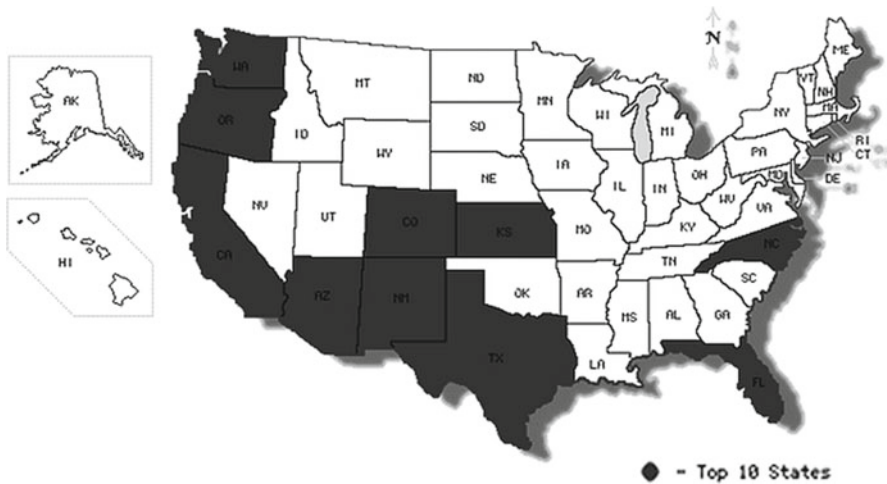 N
WA
MT
ND
MN
ME
VT
NH
AK
OR
ID
SD
WI
MI
NY
MA
RI
CT
WY
IA
PA
NJ
NE
OH
MD
DE
NV
UT
IL
IN
WV
VA
CO
KS
MO
KY
HI
CA
NC
TN
AZ
NM
OK
AR
SC
MS
AL
GA
TX
LA
FL
- Top 10 States